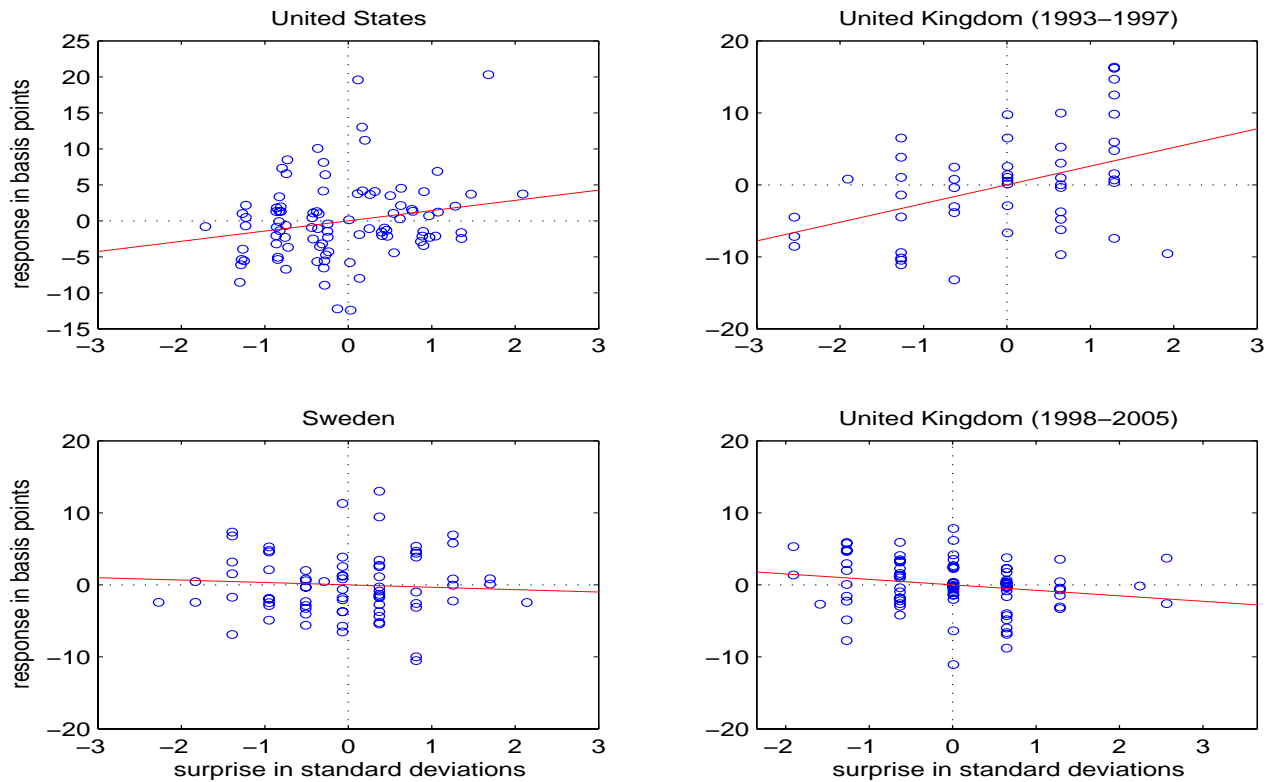 United States
United Kingdom (1993−1997)
response in basis points
25
20
15
10
5
0
−5
−10
−15
−3 −2 −1 0 1 2 3
20
10
0
−10
−20
−3 −2 −1 0 1 2 3
Sweden
United Kingdom (1998−2005)
response in basis points
20
10
0
−10
−20
−3 −2 −1 0 1 2 3
surprise in standard deviations
20
10
0
−10
−20
−2 −1 0 1 2 3
surprise in standard deviations